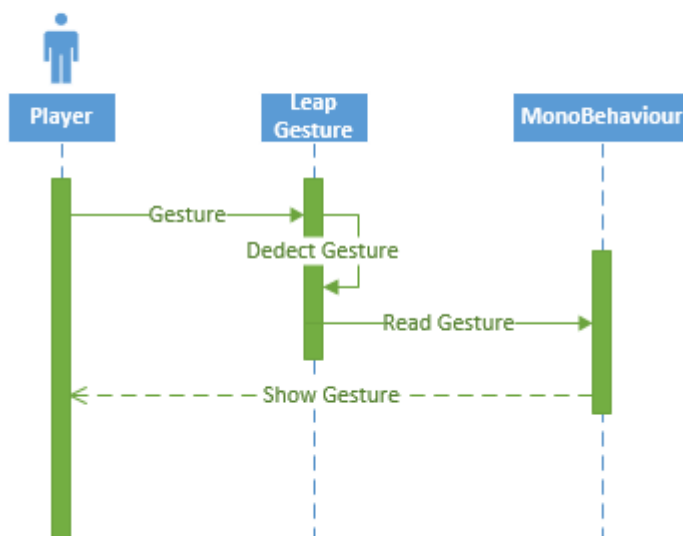 Player
Leap
Gesture
MonoBehaviour
Gesture
Dedect Gesture
Read Gesture
Show Gesture